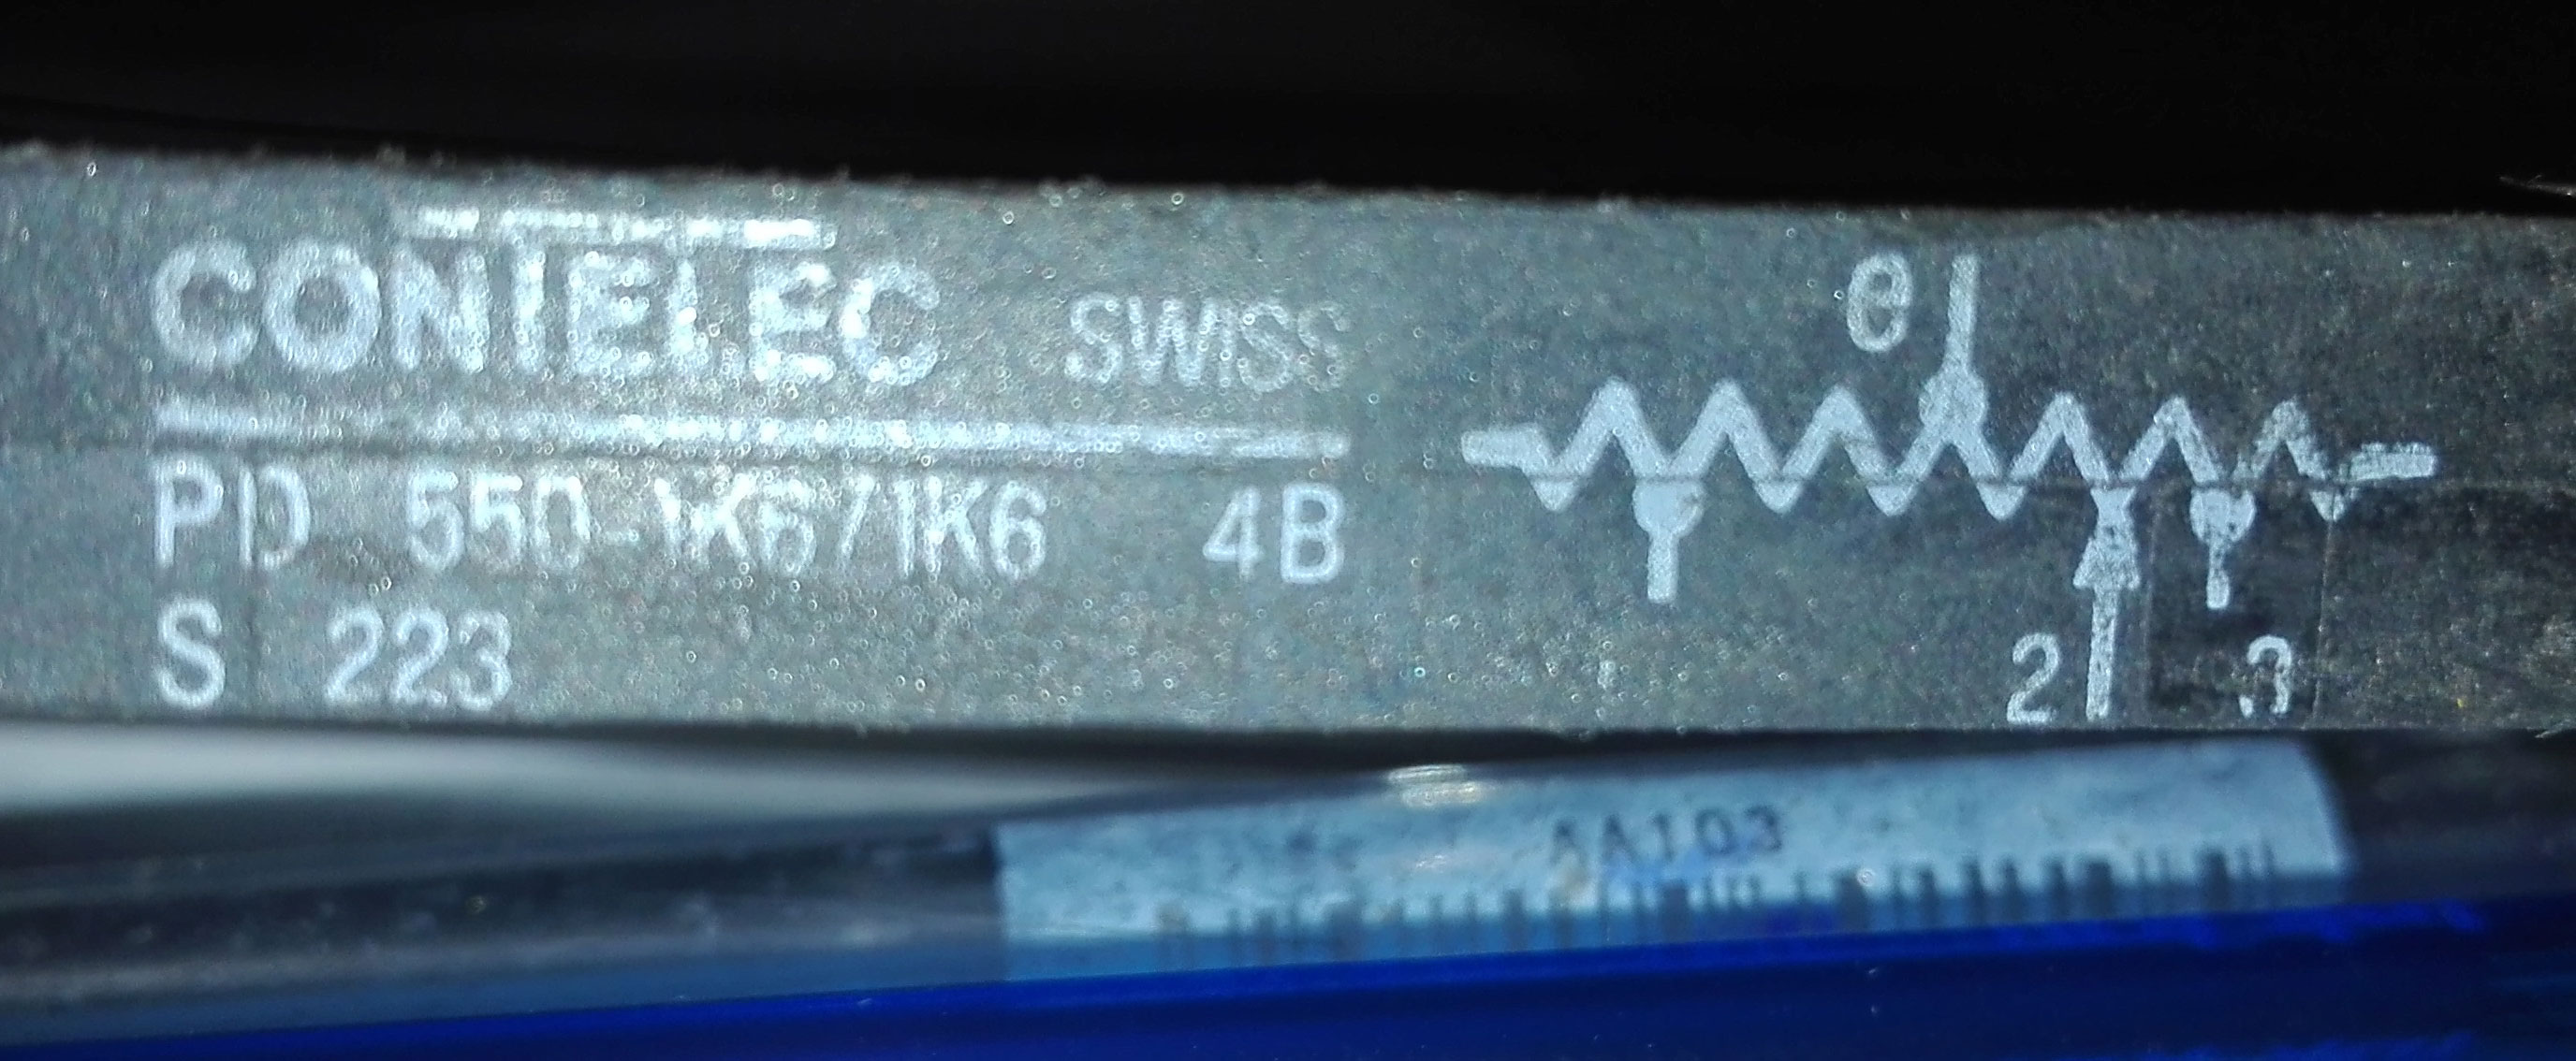 CONTELEC SWISS
PD 550-1K6/1K6 4B
S 223
e
2 3
AA103